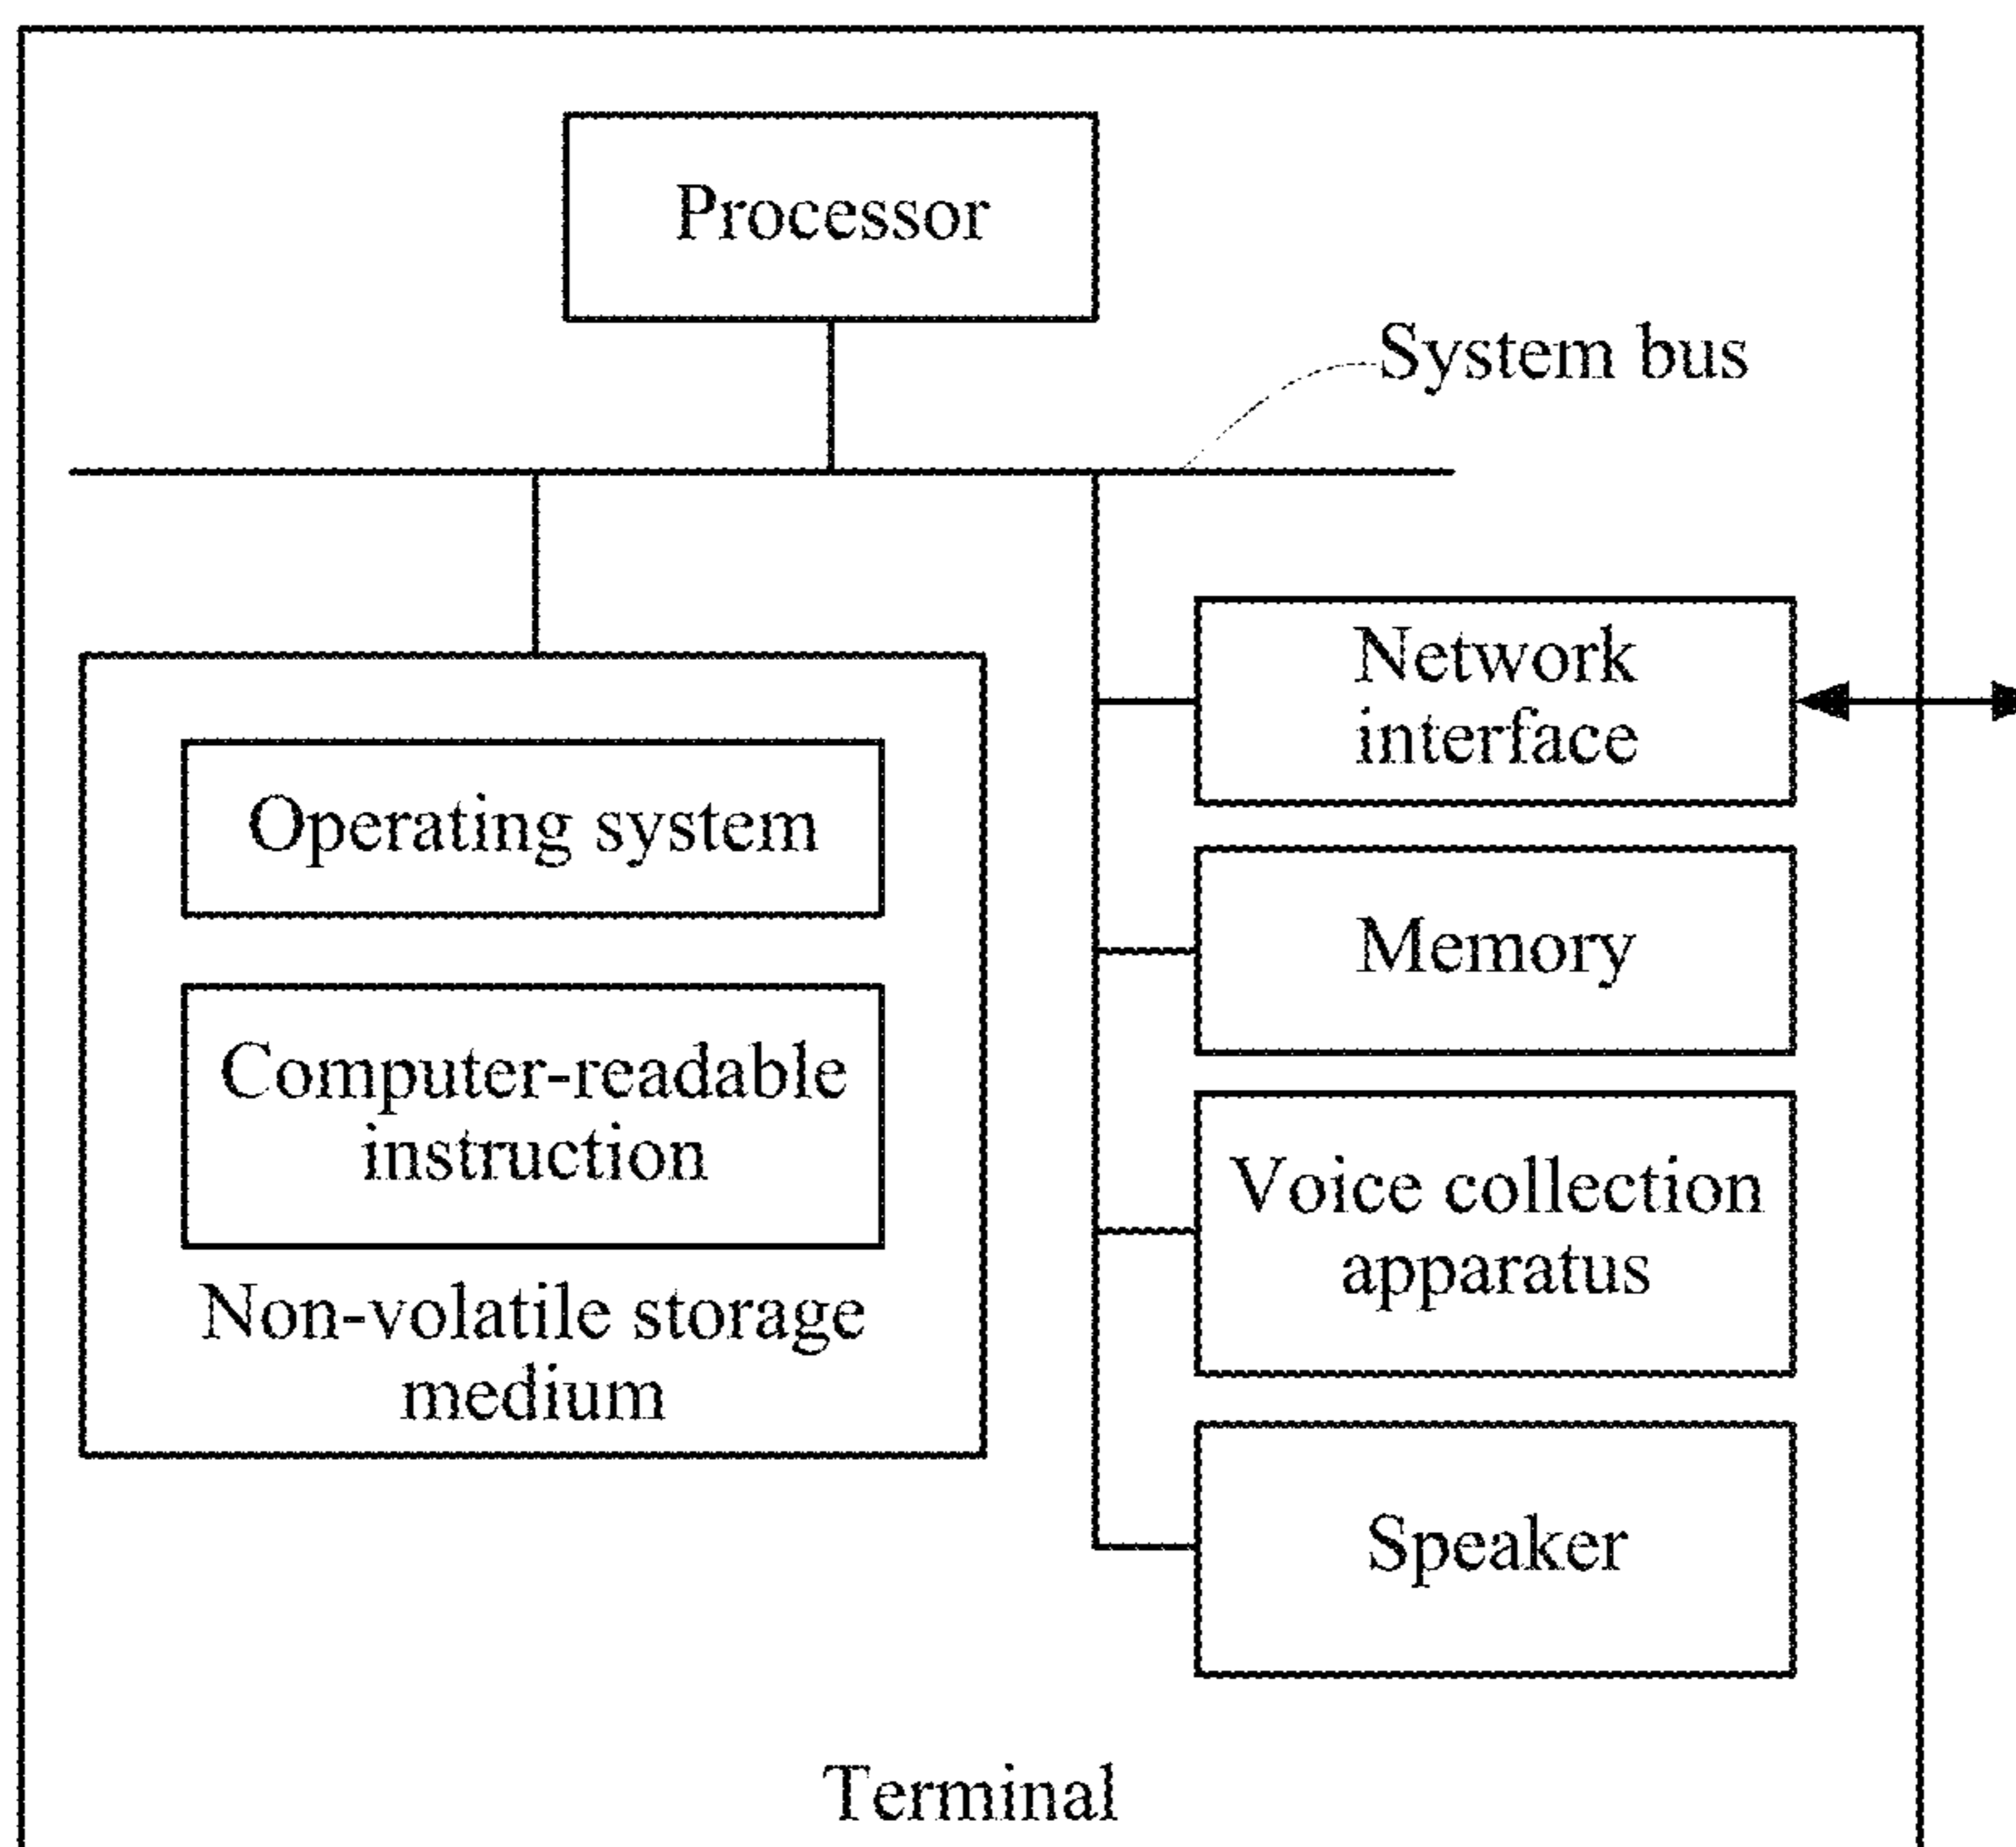 Processor
System bus
Network
interface
Operating system
Memory
Computer-readable
instruction
Voice collection
apparatus
Non-volatile storage
medium
Speaker
Terminal